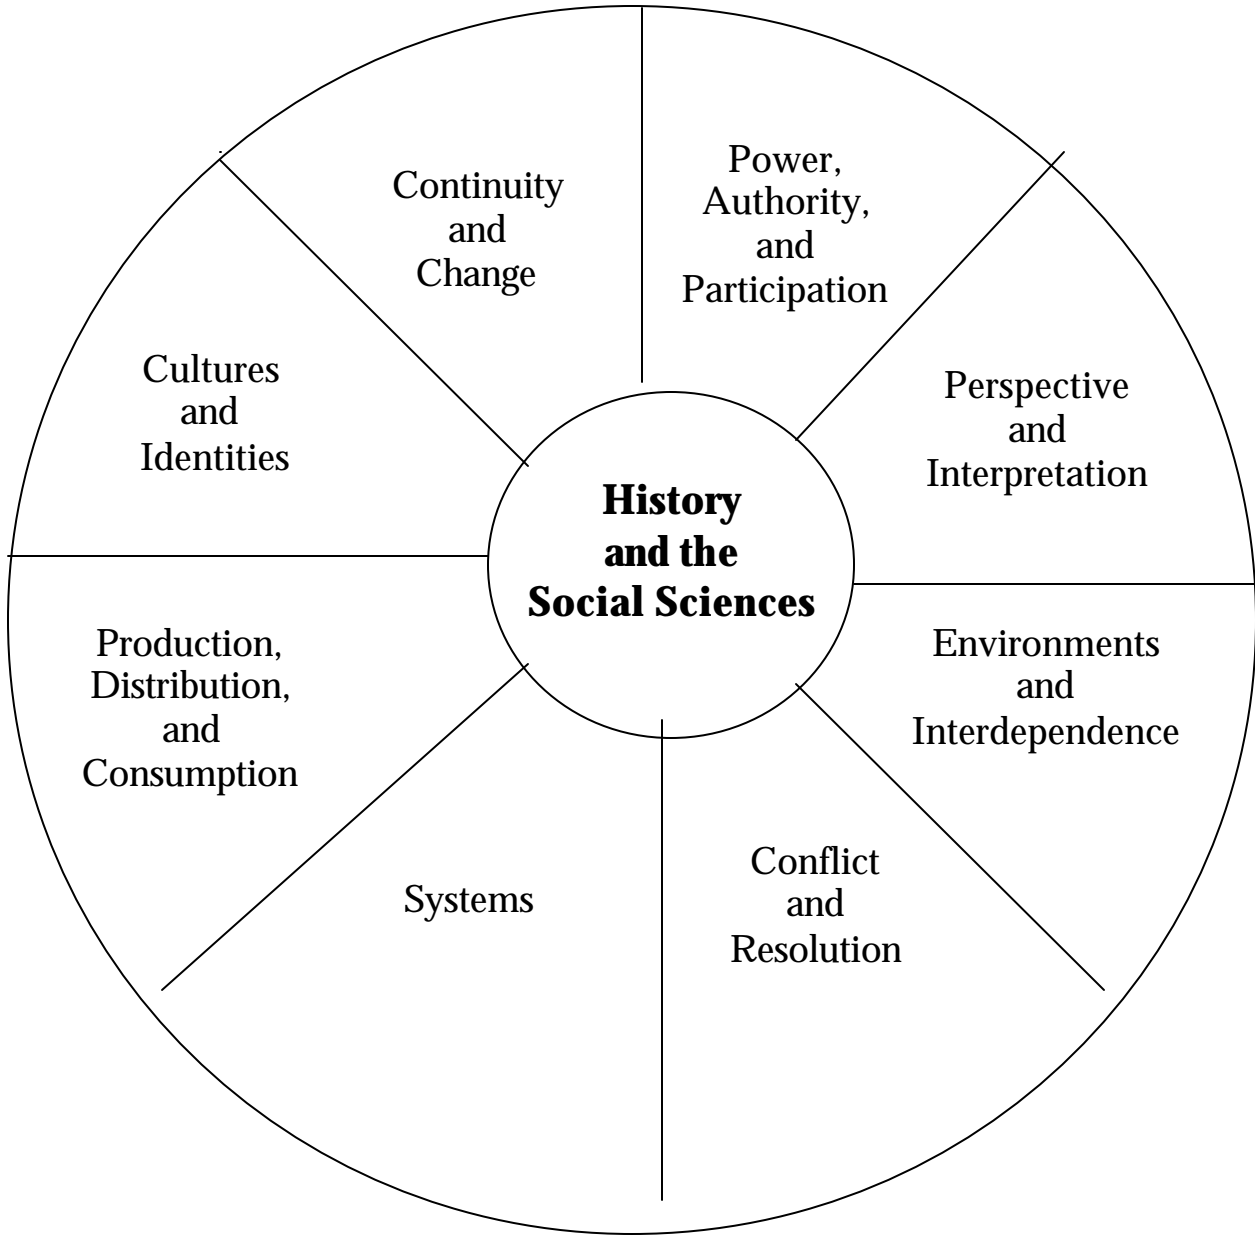 Continuity
and
Change
Power,
Authority,
and
Participation
Perspective
and
Interpretation
Environments
and
Interdependence
Conflict
and
Resolution
Systems
Production,
Distribution,
and
Consumption
Cultures
and
Identities
History
and the
Social Sciences